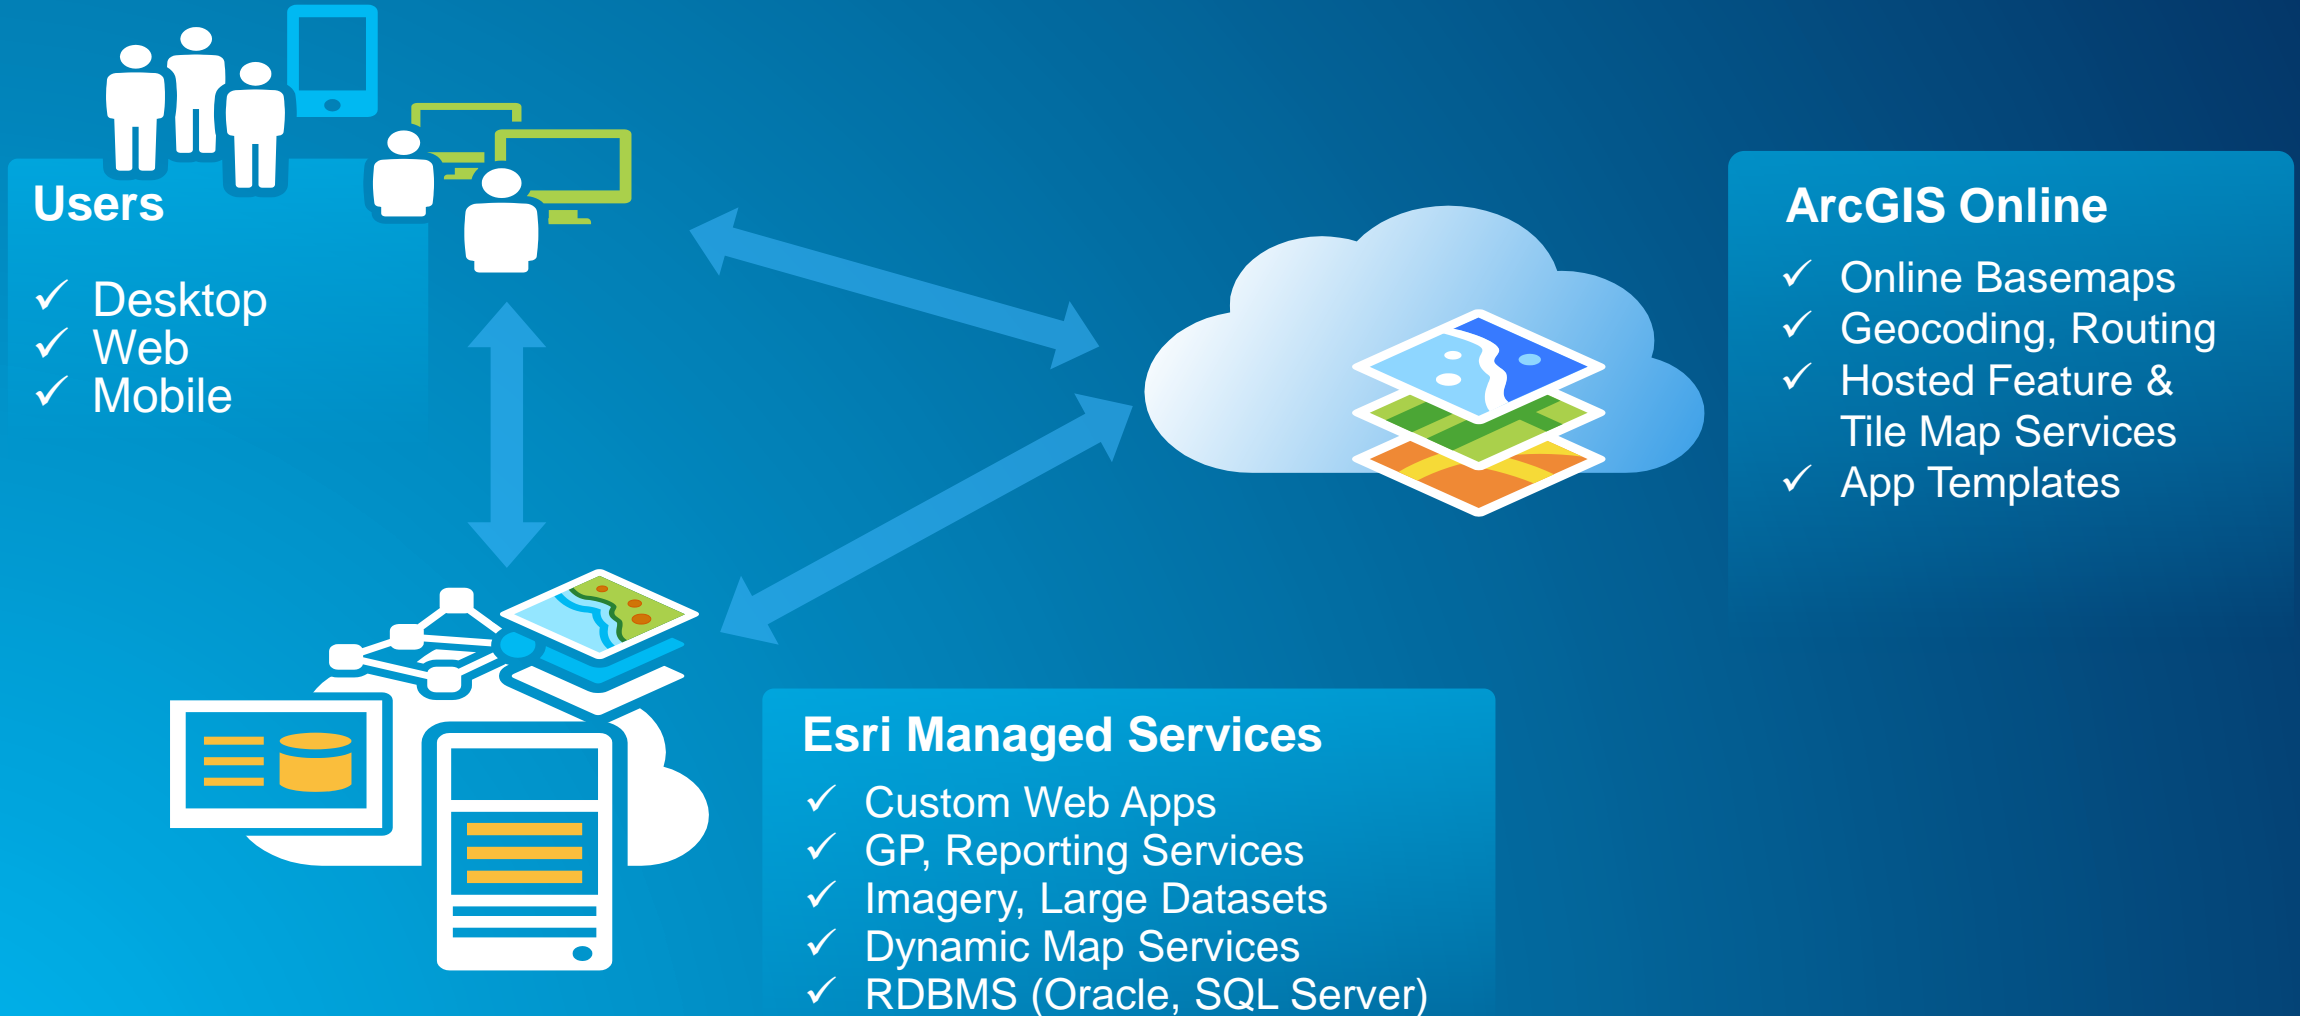 Users
✓ Desktop
✓ Web
✓ Mobile
ArcGIS Online
✓ Online Basemaps
✓ Geocoding, Routing
✓ Hosted Feature &
Tile Map Services
✓ App Templates
Esri Managed Services
✓ Custom Web Apps
✓ GP, Reporting Services
✓ Imagery, Large Datasets
✓ Dynamic Map Services
✓ RDBMS (Oracle, SQL Server)